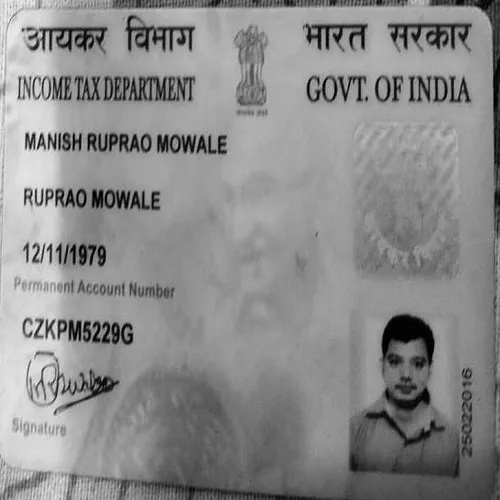 आयकर विभाग
भारत सरकार
INCOME TAX DEPARTMENT
GOVT. OF INDIA
MANISH RUPRAO MOWALE
RUPRAO MOWALE
12/11/1979
Permanent Account Number
CZKPM5229G
Signature
25022016